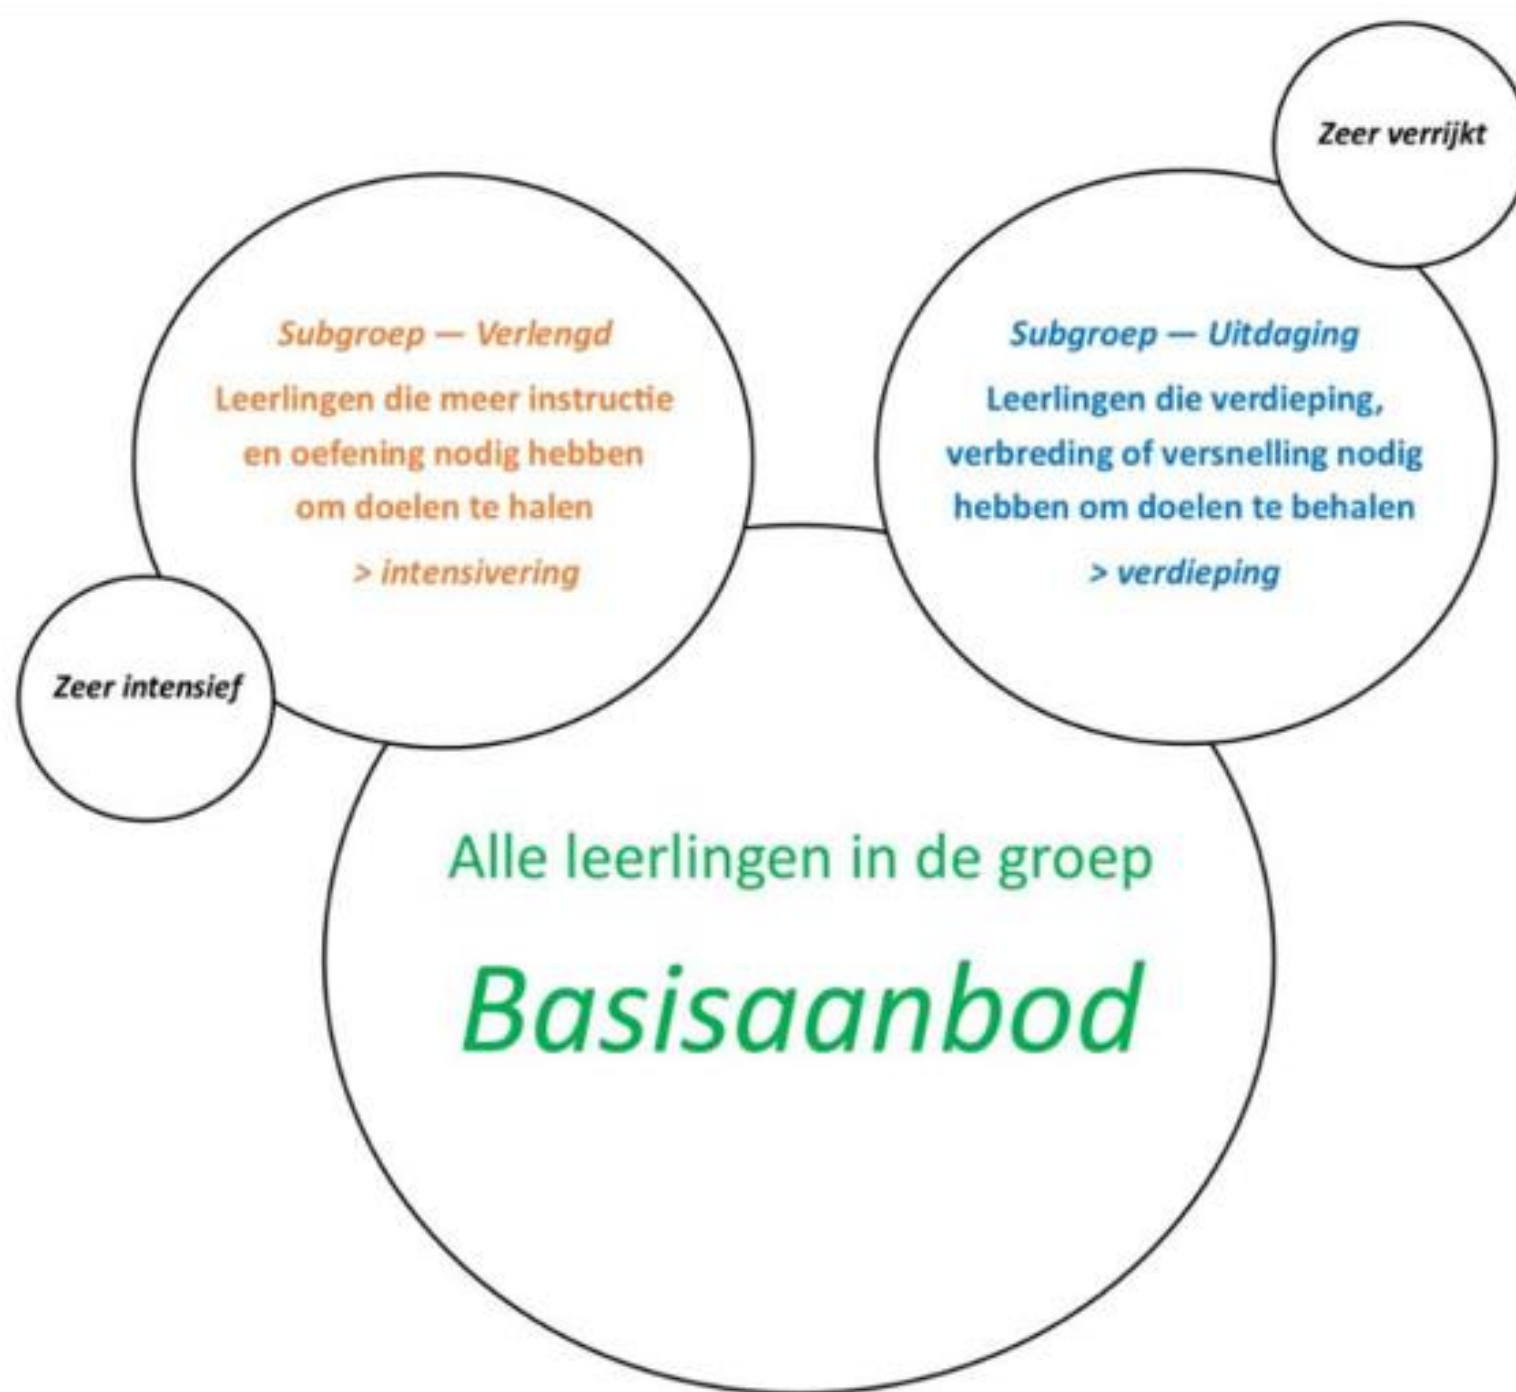 Zeer verrijkt
Subgroep — Verlengd
Leerlingen die meer instructie
en oefening nodig hebben
om doelen te halen
> intensivering
Subgroep — Uitdaging
Leerlingen die verdieping,
verbreding of versnelling nodig
hebben om doelen te behalen
> verdieping
Zeer intensief
Alle leerlingen in de groep
Basisaanbod